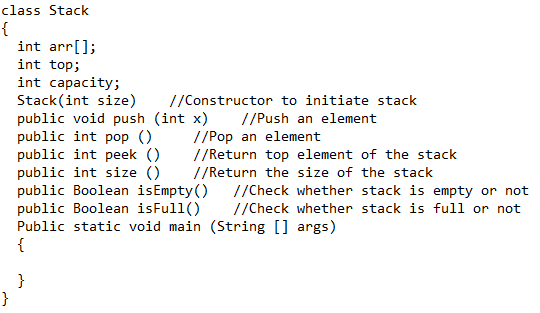 class Stack
{
int arr[];
int top;
int capacity;
Stack(int size)    //Constructor to initiate stack
public void push (int x)    //Push an element
public int pop ()     //Pop an element
public int peek ()    //Return top element of the stack
public int size ()    //Return the size of the stack
public Boolean isEmpty()   //Check whether stack is empty or not
public Boolean isFull()    //Check whether stack is full or not
Public static void main (String [] args)
{
}
}